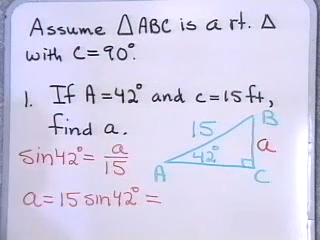 Assume △ABC is a rt. △
with C=90°.
1. If A=42° and c=15ft,
find a.
15
B
sin42°= a/15
42°
a
A
C
a=15 sin42°=